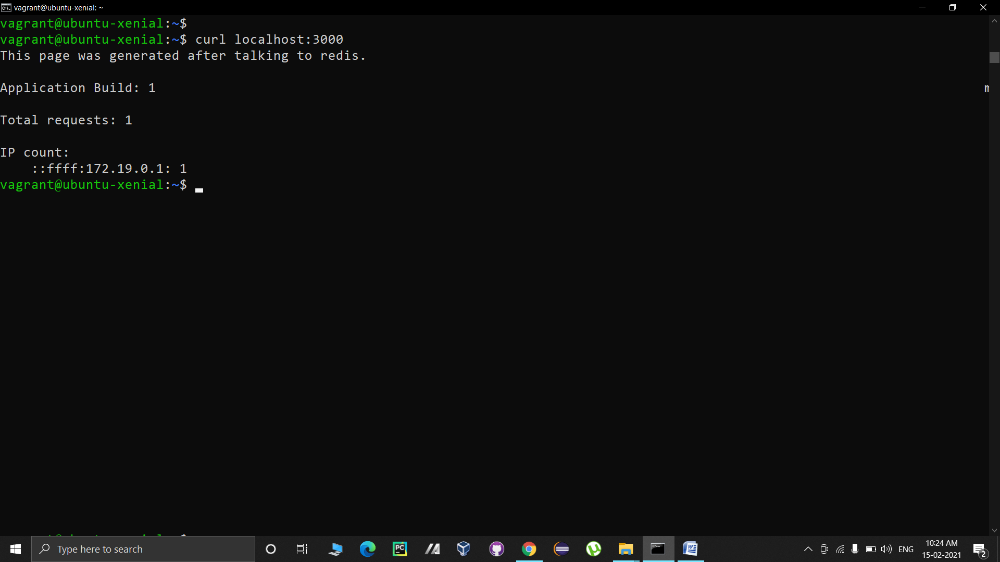 vagrant@ubuntu-xenial: ~
vagrant@ubuntu-xenial:~$
vagrant@ubuntu-xenial:~$ curl localhost:3000
This page was generated after talking to redis.
Application Build: 1
Total requests: 1
IP count:
::ffff:172.19.0.1: 1
vagrant@ubuntu-xenial:~$
Type here to search
PC
ENG
10:24 AM
15-02-2021
2